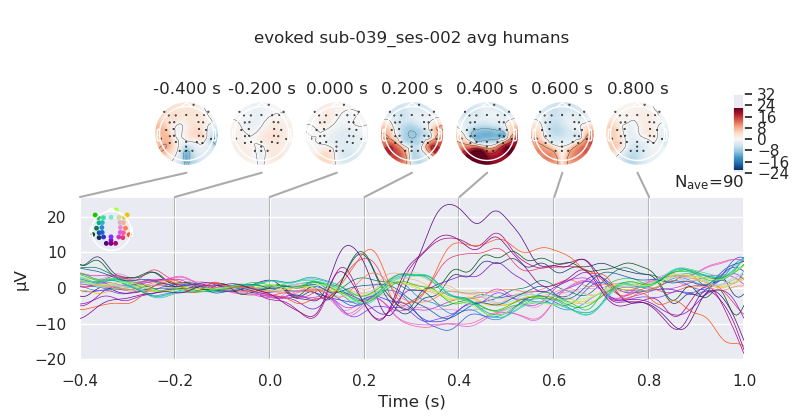 evoked sub-039_ses-002 avg humans
-0.400 s -0.200 s 0.000 s 0.200 s 0.400 s 0.600 s 0.800 s
32
24
16
8
0
−8
−16
−24
Nave=90
20
10
0
−10
−20
µV
−0.4 −0.2 0.0 0.2 0.4 0.6 0.8 1.0
Time (s)